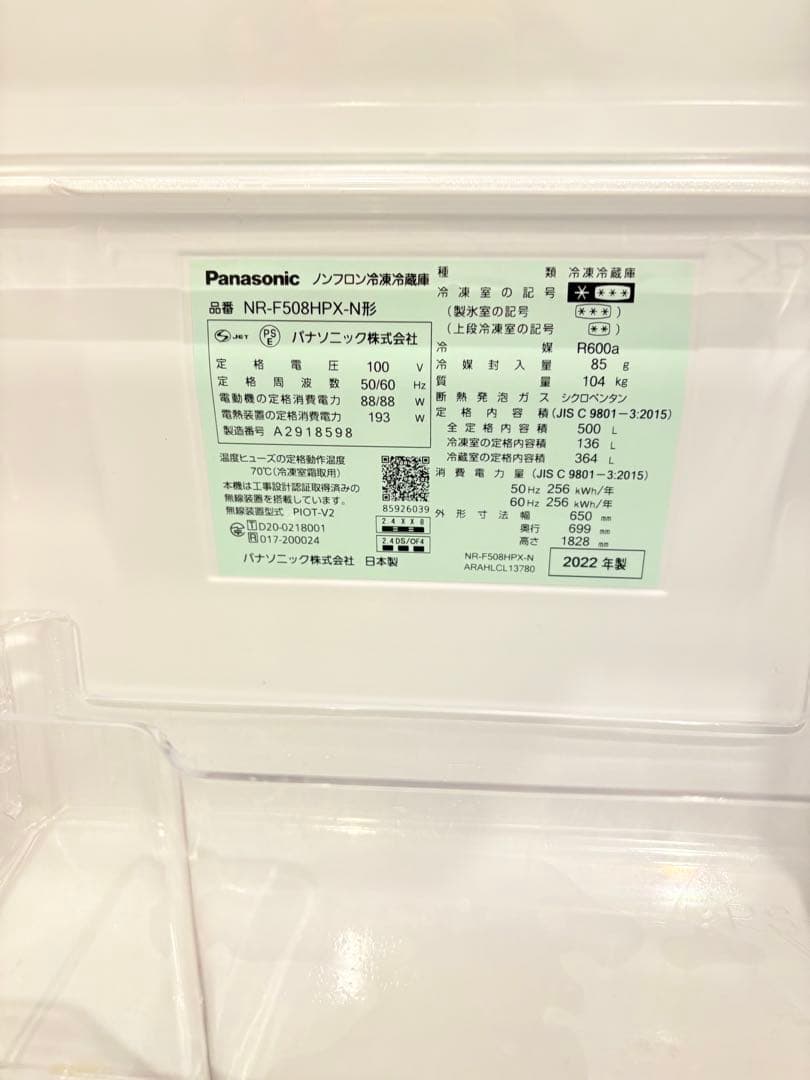 Panasonic ノンフロン冷凍冷蔵庫
品番 NR-F508HPX-N形
JET PSE パナソニック株式会社
定格電圧 100 V
定格周波数 50/60 Hz
電動機の定格消費電力 88/88 W
電熱装置の定格消費電力 193 W
製造番号 A2918598
温度ヒューズの定格動作温度
70℃(冷凍室霜取用)
本機は工事設計認証取得済みの
無線装置を搭載しています。
無線装置型式 PIOT-V2
T D20-0218001
R 017-200024
85926039
2.4XX8
2.4DS/OF4
パナソニック株式会社 日本製
種類 冷凍冷蔵庫
冷凍室の記号 * ***
(製氷室の記号 *** )
(上段冷凍室の記号 ** )
冷媒 R600a
冷媒封入量 85 g
質量 104 kg
断熱発泡ガス シクロペンタン
定格内容積(JIS C 9801-3:2015)
全定格内容積 500 L
冷凍室の定格内容積 136 L
冷蔵室の定格内容積 364 L
消費電力量(JIS C 9801-3:2015)
50Hz 256 kWh/年
60Hz 256 kWh/年
外形寸法 幅 650 mm
奥行 699 mm
高さ 1828 mm
NR-F508HPX-N
ARAHLCL13780
2022年製